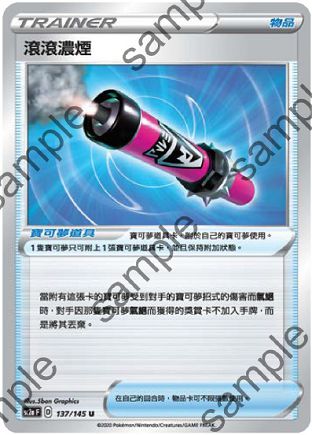 TRAINER 物品
滾滾濃煙
寶可夢道具 寶可夢道具卡，附於自己的寶可夢使用。
1隻寶可夢只可附上1張寶可夢道具卡，並且保持附加狀態。
當附有這張卡的寶可夢受到對手的寶可夢招式的傷害而氣絕
時，對手因那隻寶可夢氣絕而獲得的獎賞卡不加入手牌，而
是將其丟棄。
Illus.5ban Graphics
sc2a F D 137/145 U
在自己的回合時，物品卡可不限張數使用。
©2020 Pokémon/Nintendo/Creatures/GAME FREAK.
sample
sample
sample
sample
sample
sample
sample